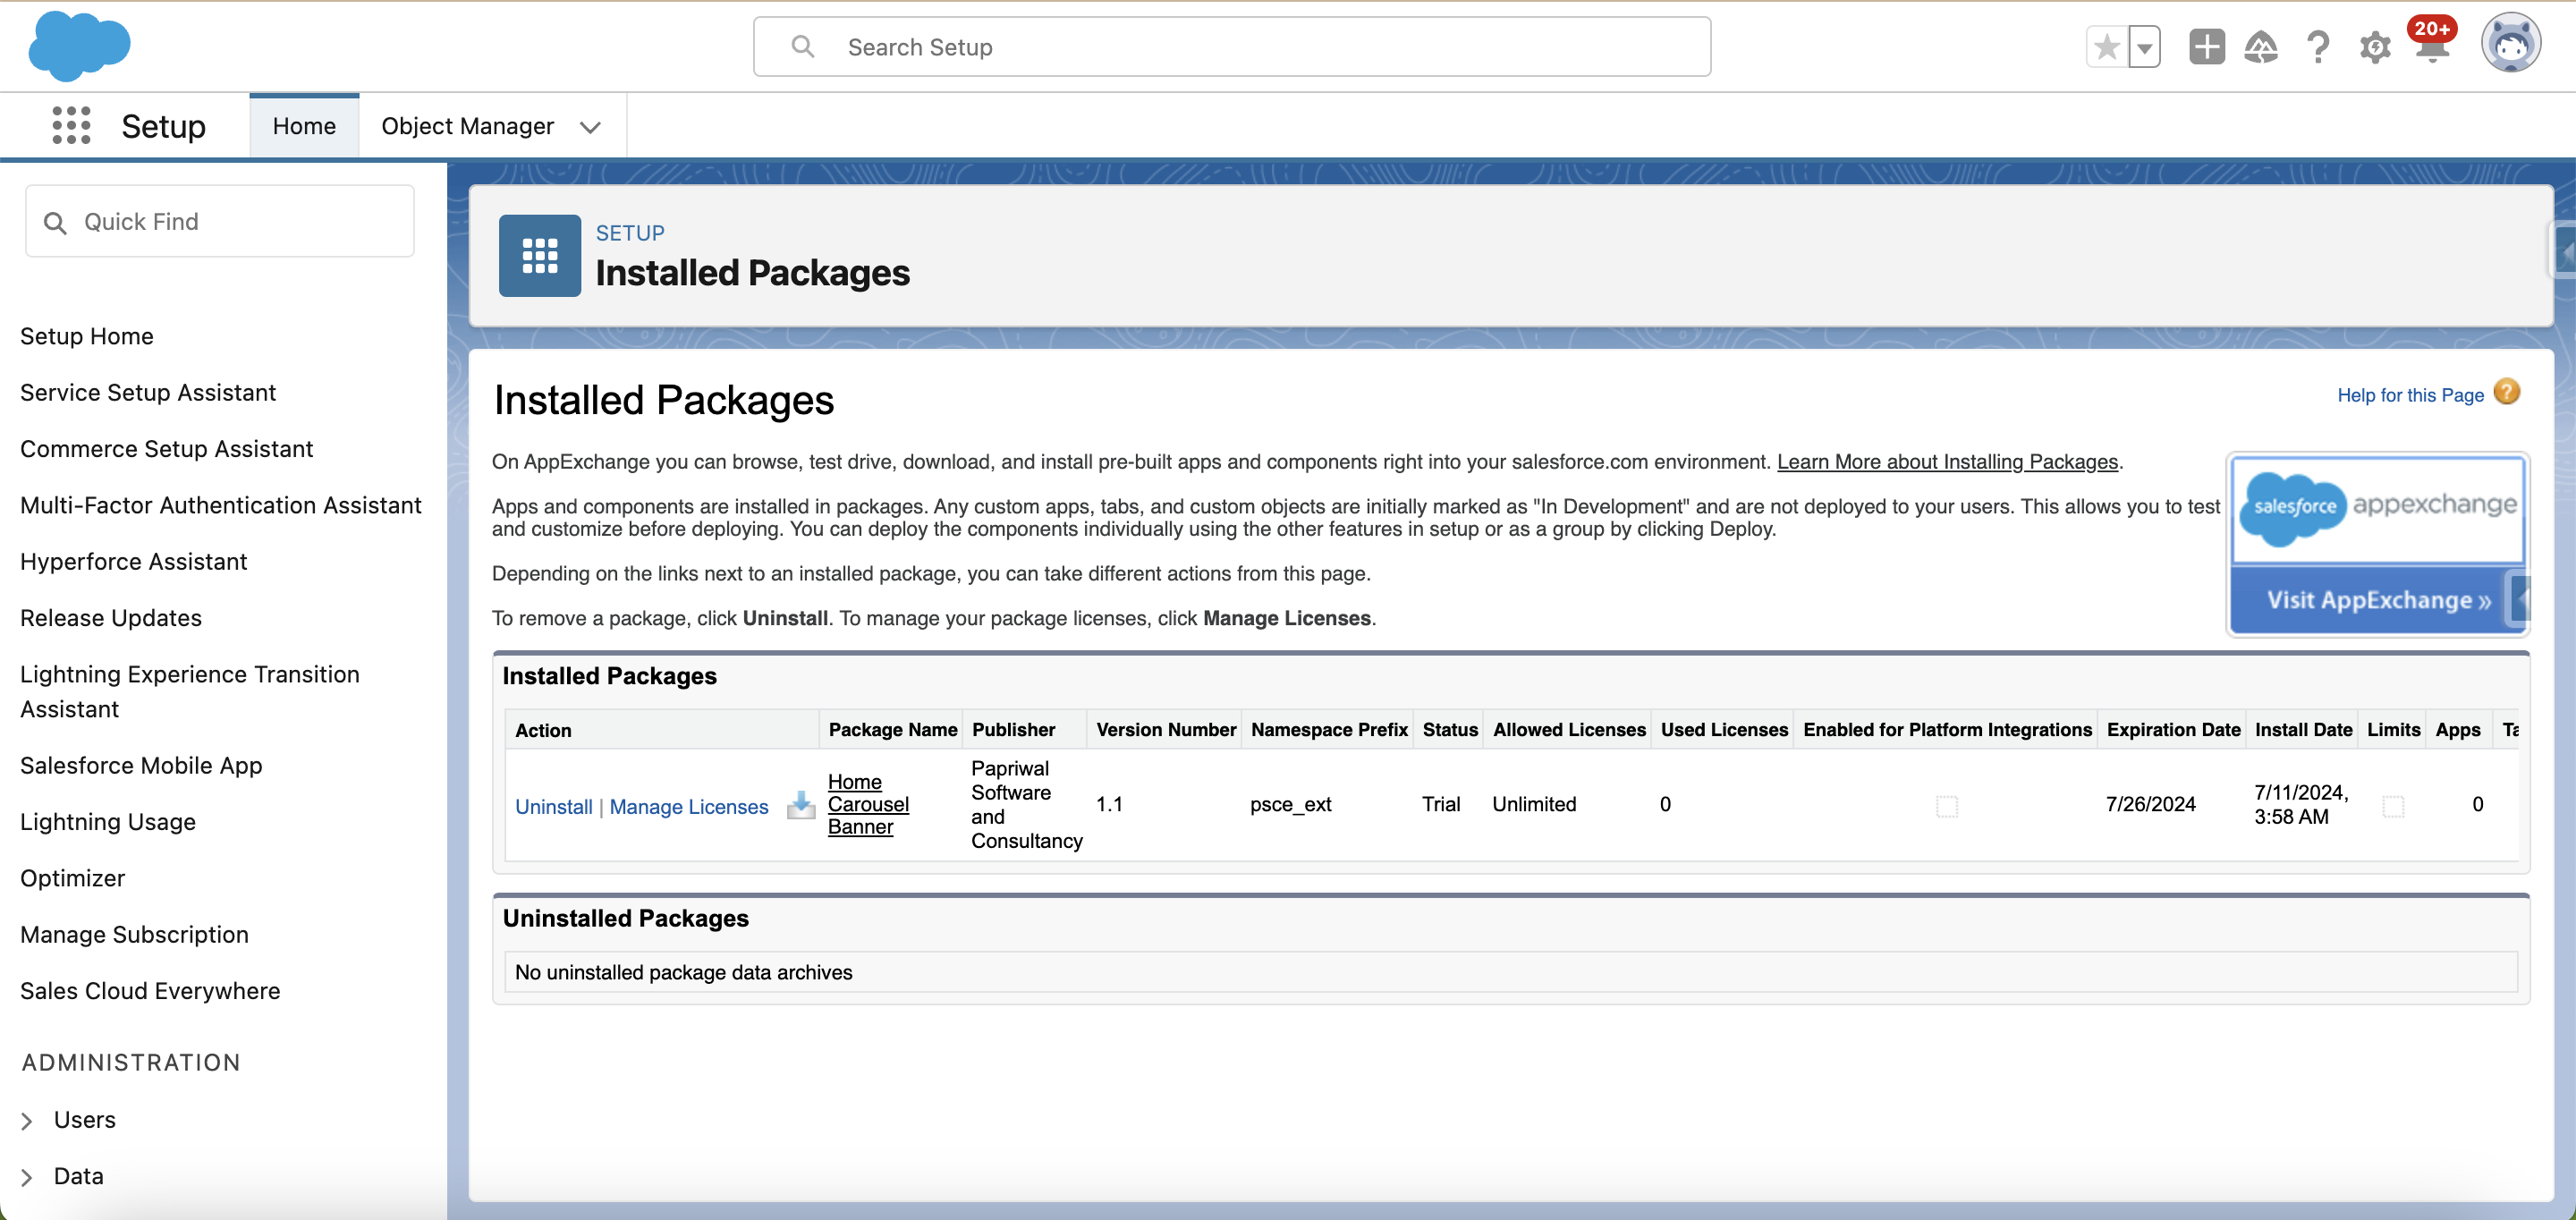 Search Setup
20+
Setup
Home
Object Manager
Quick Find
Setup Home
Service Setup Assistant
Commerce Setup Assistant
Multi-Factor Authentication Assistant
Hyperforce Assistant
Release Updates
Lightning Experience Transition
Assistant
Salesforce Mobile App
Lightning Usage
Optimizer
Manage Subscription
Sales Cloud Everywhere
ADMINISTRATION
Users
Data
SETUP
Installed Packages
Installed Packages
Help for this Page ?
On AppExchange you can browse, test drive, download, and install pre-built apps and components right into your salesforce.com environment. Learn More about Installing Packages.
Apps and components are installed in packages. Any custom apps, tabs, and custom objects are initially marked as "In Development" and are not deployed to your users. This allows you to test
and customize before deploying. You can deploy the components individually using the other features in setup or as a group by clicking Deploy.
Depending on the links next to an installed package, you can take different actions from this page.
To remove a package, click Uninstall. To manage your package licenses, click Manage Licenses.
salesforce appexchange
Visit AppExchange »
Installed Packages
Action Package Name Publisher Version Number Namespace Prefix Status Allowed Licenses Used Licenses Enabled for Platform Integrations Expiration Date Install Date Limits Apps Ta
Uninstall | Manage Licenses
Home
Carousel
Banner
Papriwal
Software
and
Consultancy
1.1
psce_ext
Trial
Unlimited
0
7/26/2024
7/11/2024,
3:58 AM
0
Uninstalled Packages
No uninstalled package data archives